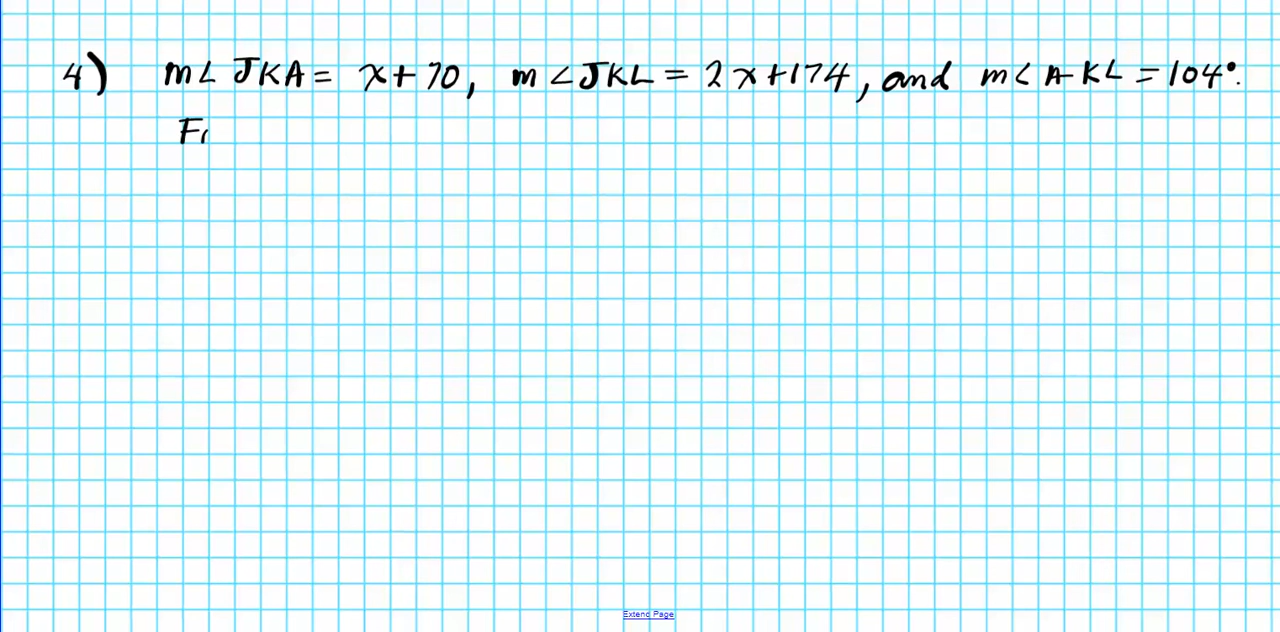 4) m∠ JKA = x + 70, m∠JKL = 2x+174, and m∠AKL = 104°.
Extend Page